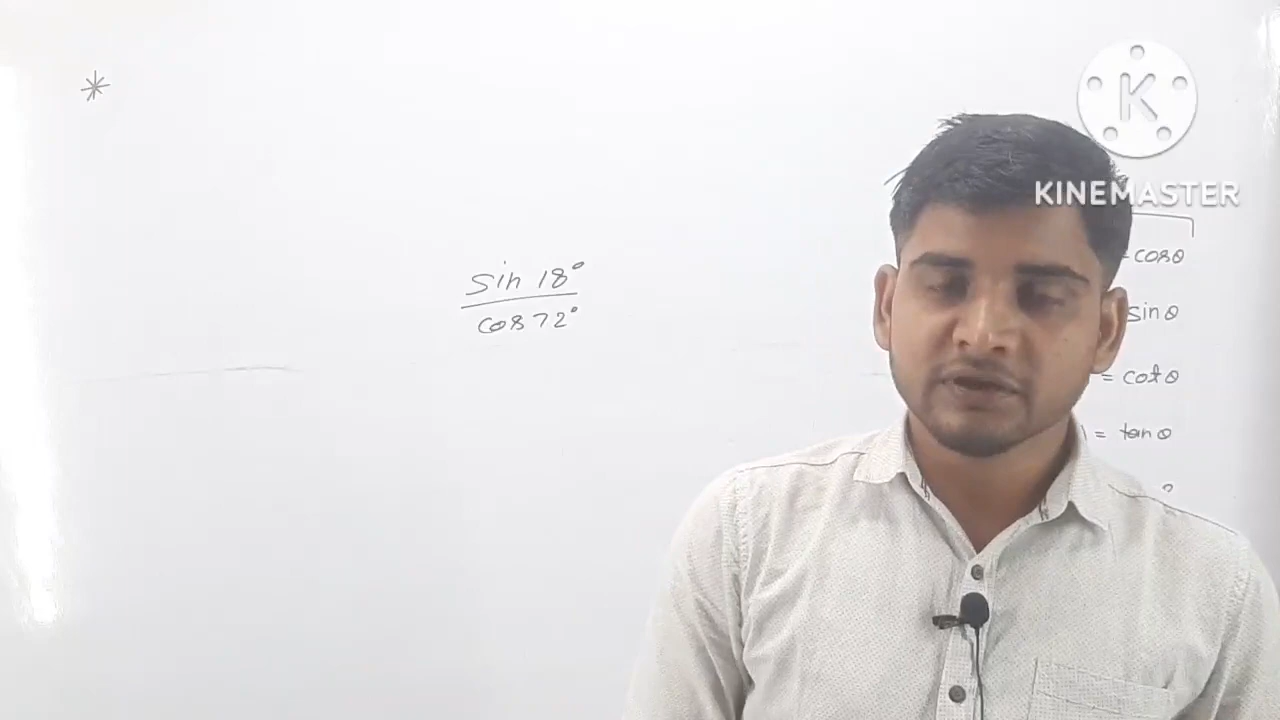 *
K
KINEMASTER
sin 18°
cos 72°
= cosθ
sinθ
= cotθ
= tanθ